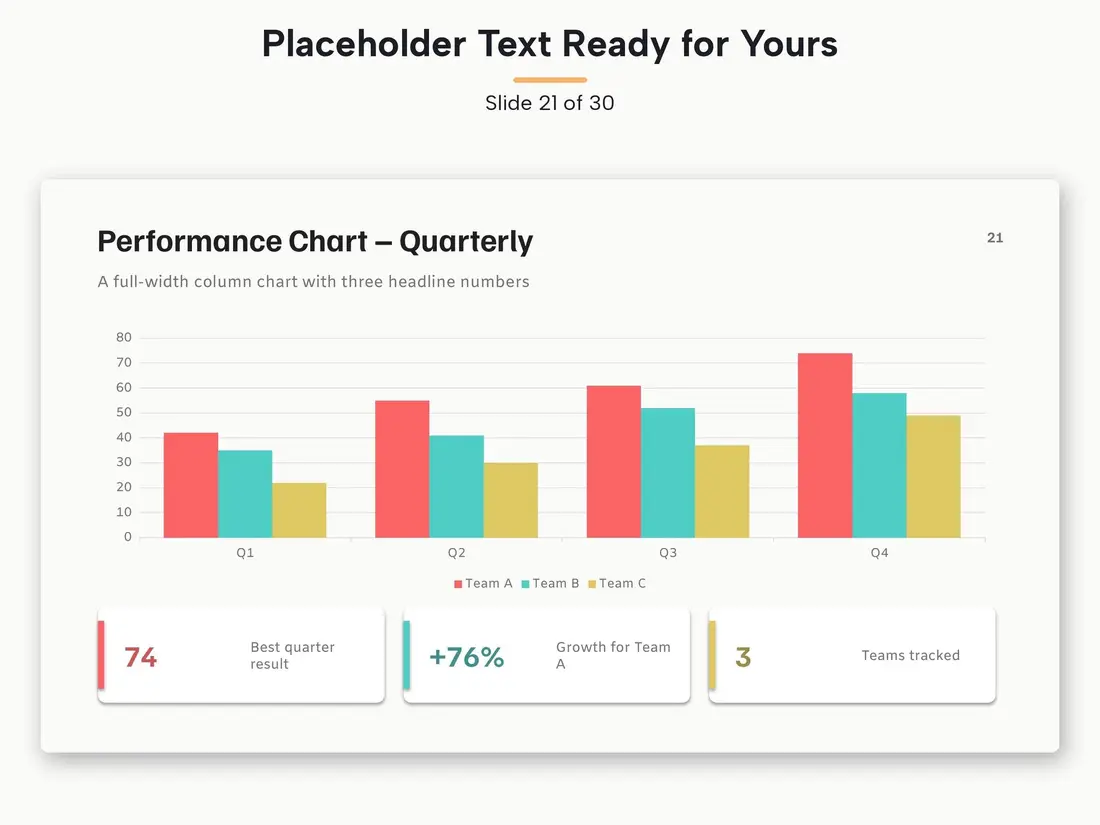 Placeholder Text Ready for Yours
Slide 21 of 30
Performance Chart – Quarterly
21
A full-width column chart with three headline numbers
80
70
60
50
40
30
20
10
0
Q1 Q2 Q3 Q4
Team A Team B Team C
74
Best quarter
result
+76%
Growth for Team
A
3
Teams tracked